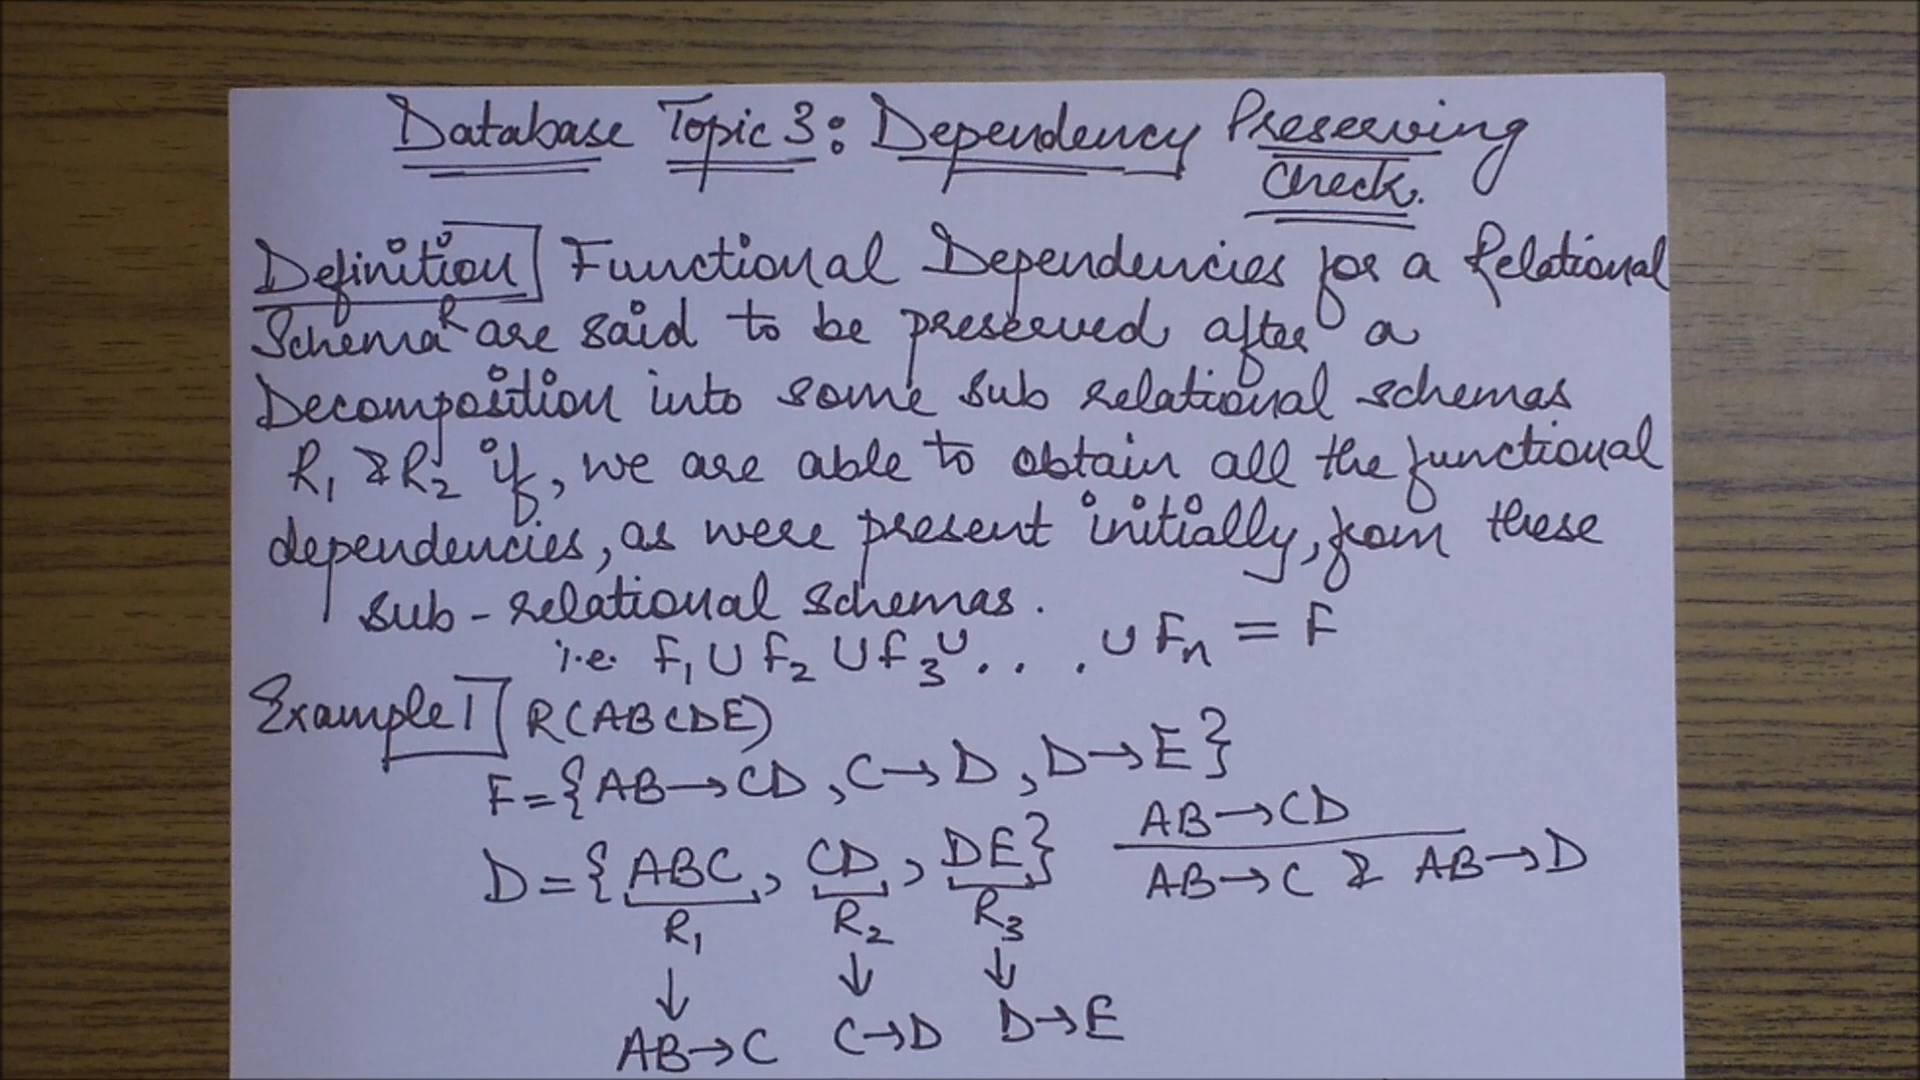 Database Topic 3: Dependency Preserving
Check.
Definition Functional Dependencies for a Relational
Schema R are said to be preserved after a
Decomposition into some sub relational schemas
R₁ & R₂ if, we are able to obtain all the functional
dependencies, as were present initially, from these
sub-relational schemas.
i.e. F₁ ∪ F₂ ∪ F₃ ∪ . . . . ∪ Fn = F
Example 1 R(ABCDE)
F={AB→CD, C→D, D→E}
AB→CD
D={ABC, CD, DE}
AB→C & AB→D
R₁ R₂ R₃
↓ ↓ ↓
AB→C C→D D→E